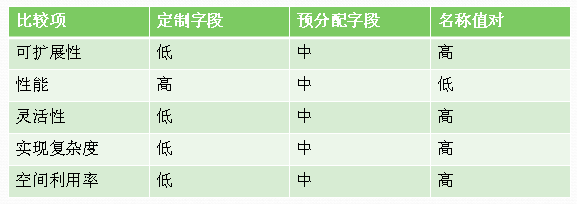 比较项 定制字段 预分配字段 名称值对
可扩展性 低 中 高
性能 高 中 低
灵活性 低 中 高
实现复杂度 低 中 高
空间利用率 低 中 高